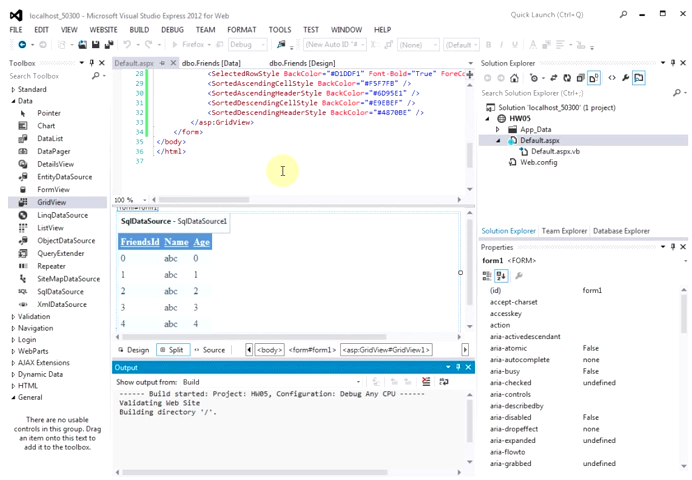 localhost_50300 - Microsoft Visual Studio Express 2012 for Web
Quick Launch (Ctrl+Q)
FILE EDIT VIEW WEBSITE BUILD DEBUG TEAM FORMAT TOOLS TEST WINDOW HELP
Firefox Debug (New AIO 'd (None) (Default
Toolbox
Search Toolbox
Standard
Data
Pointer
Chart
DataList
DataPager
DetailsView
EntityDataSource
FormView
GridView
LinqDataSource
ListView
ObjectDataSource
QueryExtender
Repeater
SiteMapDataSource
SqlDataSource
XmlDataSource
Validation
Navigation
Login
WebParts
AJAX Extensions
Dynamic Data
HTML
General
There are no usable
controls in this group. Drag
an item onto this text to
add it to the toolbox.
Default.aspx dbo.Friends [Data] dbo.Friends [Design]
28 <SelectedRowStyle BackColor="#D1DDF1" Font-Bold="True" ForeCo
29 <SortedAscendingCellStyle BackColor="#F5F7FB" />
30 <SortedAscendingHeaderStyle BackColor="#6D95E1" />
31 <SortedDescendingCellStyle BackColor="#E9EBEF" />
32 <SortedDescendingHeaderStyle BackColor="#4870BE" />
33 </asp:GridView>
34 </form>
35 </body>
36 </html>
37
100 %
form#form1
SqlDataSource - SqlDataSource1
FriendsId Name Age
0 abc 0
1 abc 1
2 abc 2
3 abc 3
4 abc 4
Design Split Source <body> <form#form1> <asp:GridView#GridView1>
Output
Show output from: Build
------ Build started: Project: HW05, Configuration: Debug Any CPU ------
Validating Web Site
Building directory '/'.
Solution Explorer
Search Solution Explorer (Ctrl+;)
Solution 'localhost_50300' (1 project)
HW05
App_Data
Default.aspx
Default.aspx.vb
Web.config
Solution Explorer Team Explorer Database Explorer
Properties
form1 <FORM>
(id) form1
accept-charset
accesskey
action
aria-activedescendant
aria-atomic False
aria-autocomplete none
aria-busy False
aria-checked undefined
aria-controls
aria-describedby
aria-disabled False
aria-dropeffect none
aria-expanded undefined
aria-flowto
aria-grabbed undefined